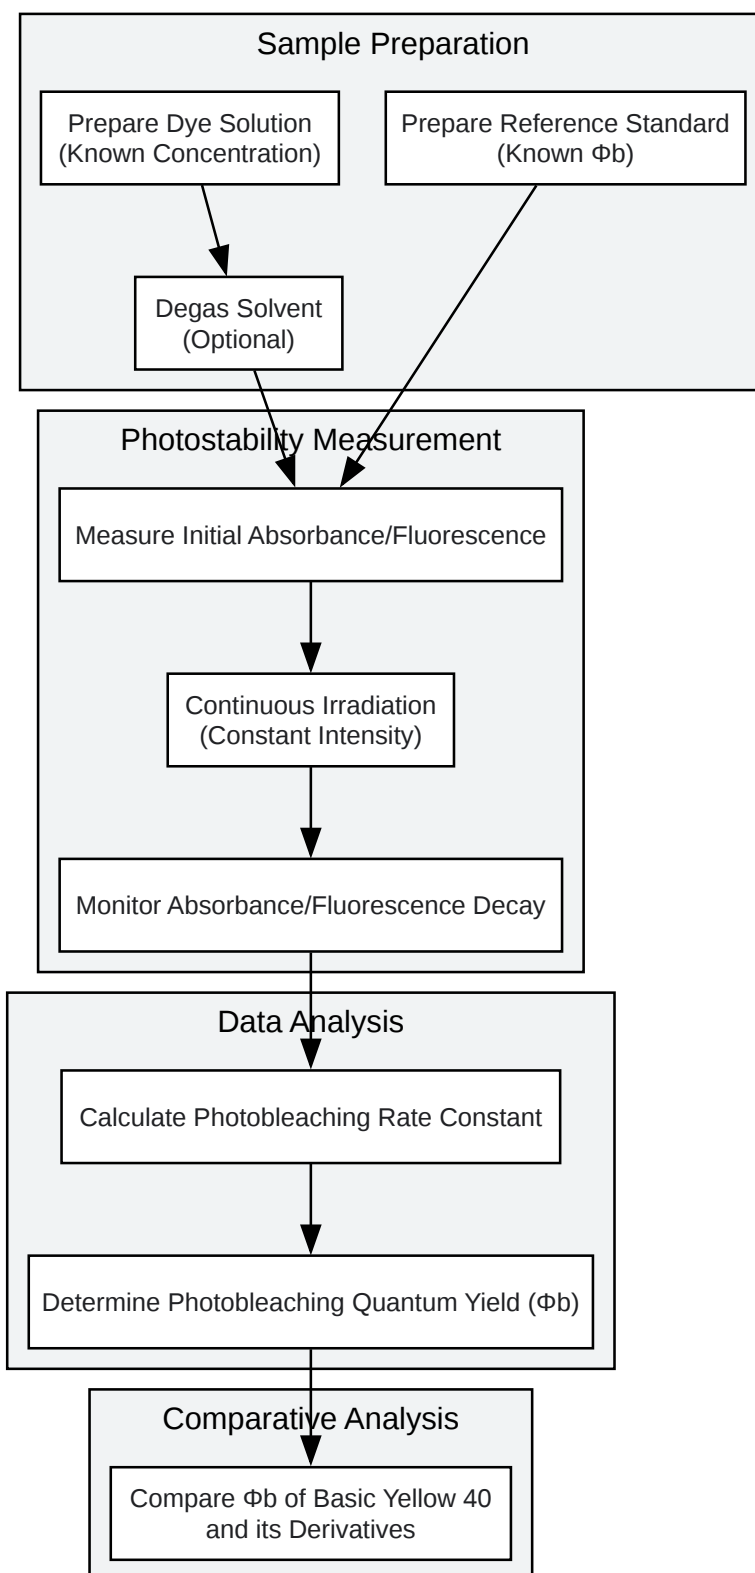 Sample Preparation
Prepare Dye Solution
(Known Concentration)
Prepare Reference Standard
(Known Φb)
Degas Solvent
(Optional)
Photostability Measurement
Measure Initial Absorbance/Fluorescence
Continuous Irradiation
(Constant Intensity)
Monitor Absorbance/Fluorescence Decay
Data Analysis
Calculate Photobleaching Rate Constant
Determine Photobleaching Quantum Yield (Φb)
Comparative Analysis
Compare Φb of Basic Yellow 40
and its Derivatives